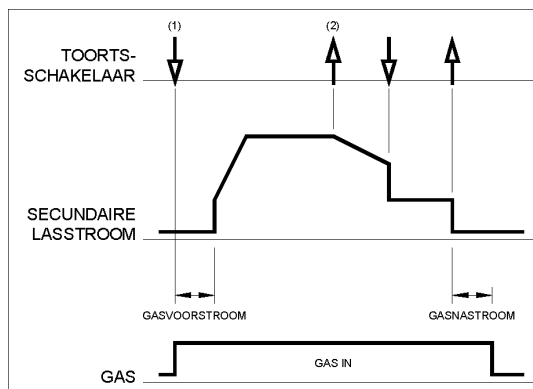 (1)
(2)
TOORTS-
SCHAKELAAR
SECUNDAIRE
LASSTROOM
GASVOORSTROOM
GASNASTROOM
GAS IN
GAS